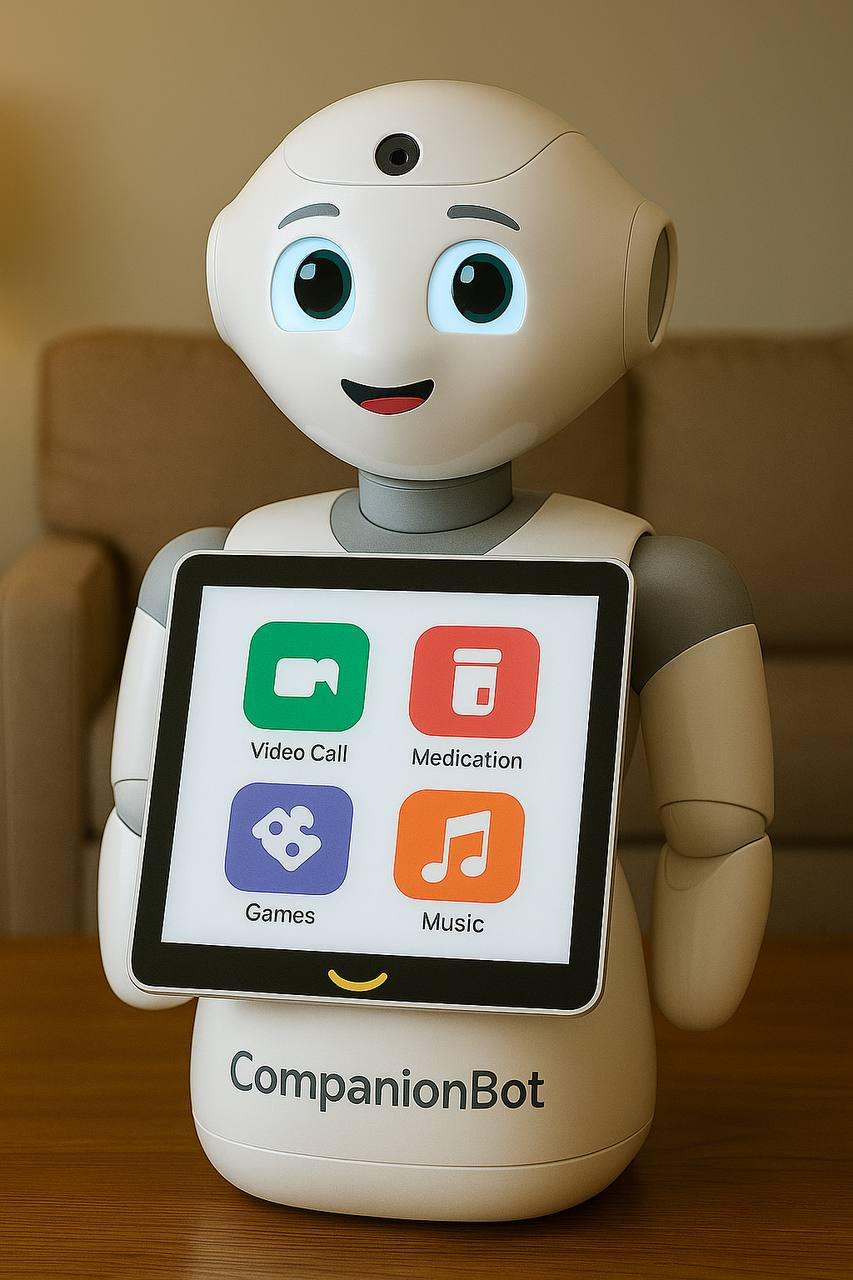 Video Call
Medication
Games
Music
CompanionBot